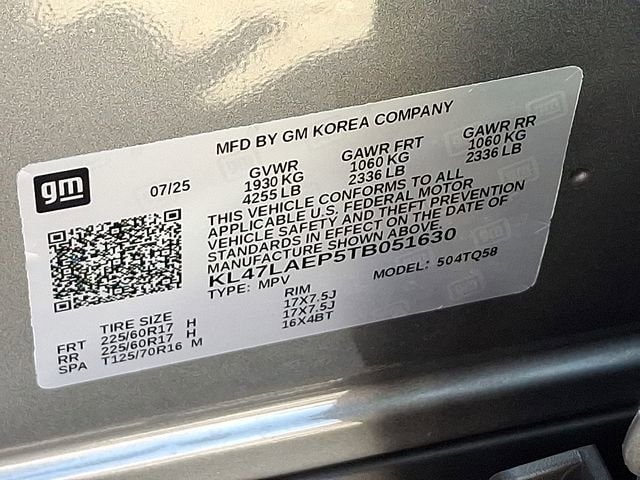 MFD BY GM KOREA COMPANY
gm
07/25
GVWR GAWR FRT GAWR RR
1930 KG 1060 KG 1060 KG
4255 LB 2336 LB 2336 LB
THIS VEHICLE CONFORMS TO ALL
APPLICABLE U.S. FEDERAL MOTOR
VEHICLE SAFETY AND THEFT PREVENTION
STANDARDS IN EFFECT ON THE DATE OF
MANUFACTURE SHOWN ABOVE.
KL47LAEP5TB051630
TYPE: MPV MODEL: 504TQ58
TIRE SIZE RIM
FRT 225/60R17 H 17X7.5J
RR 225/60R17 H 17X7.5J
SPA T125/70R16 M 16X4BT